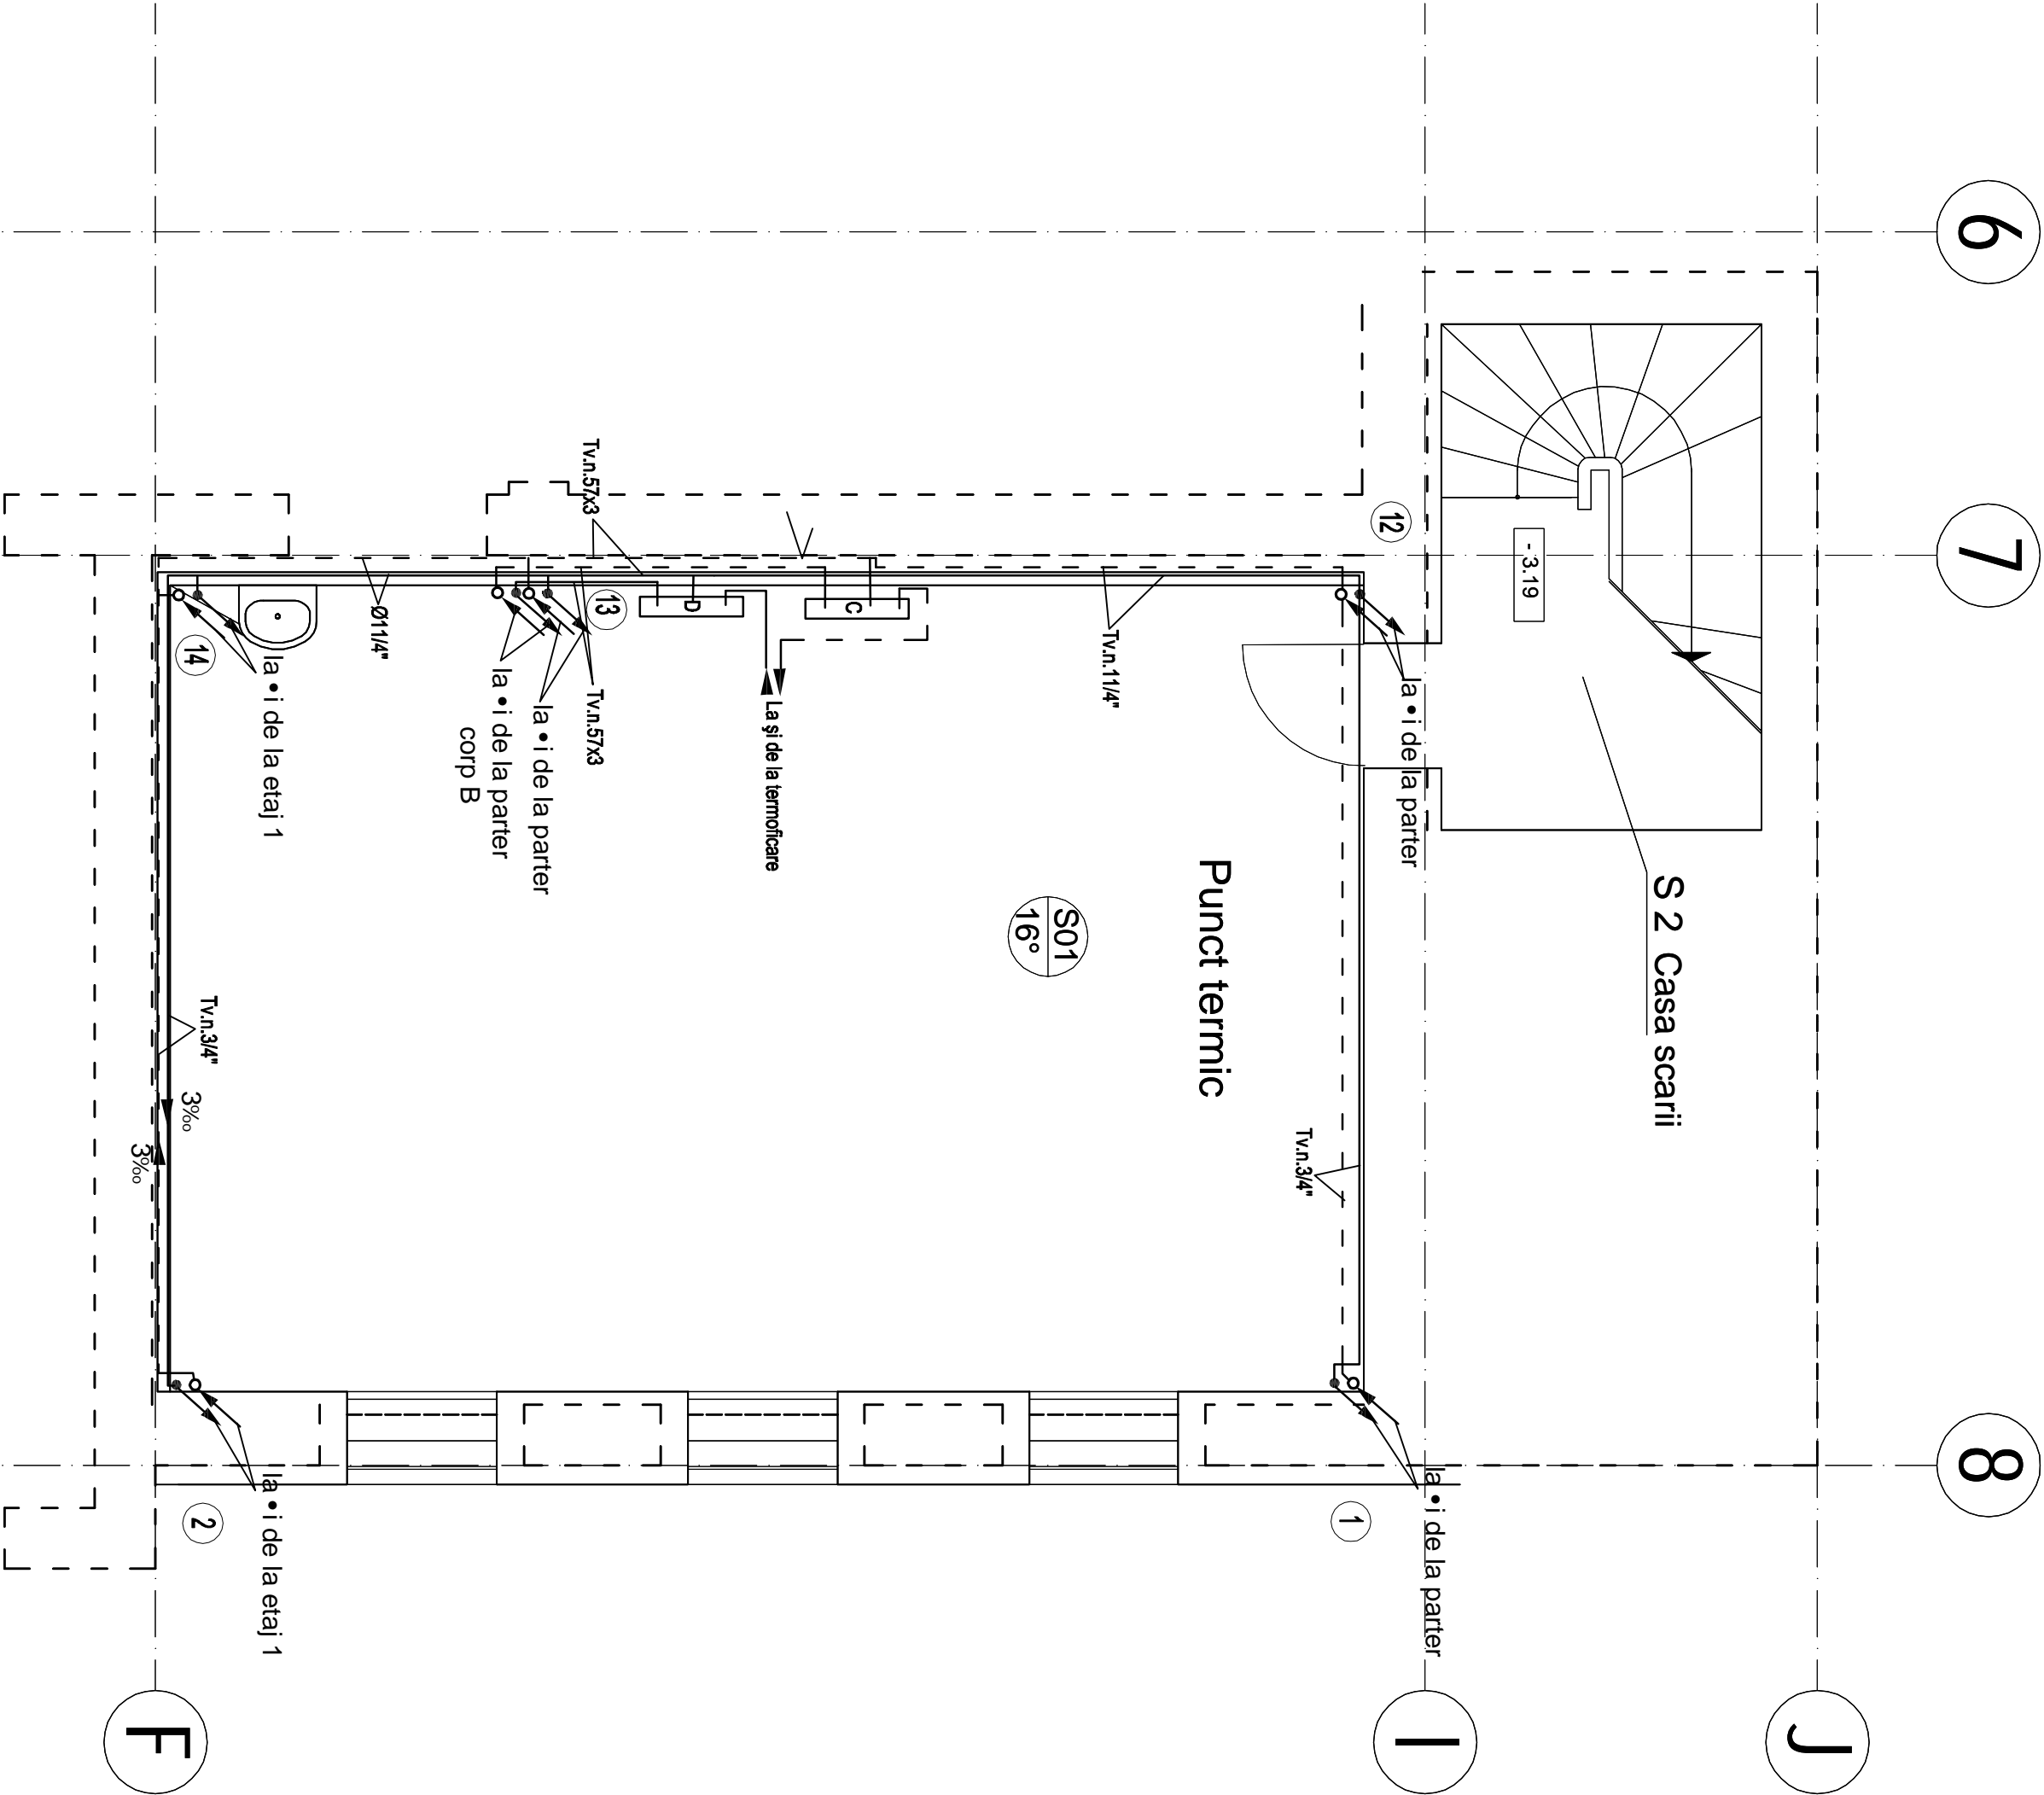 6
7
8
F
I
J
12
- 3.19
S 2 Casa scarii
la • i de la parter
Tv.n.11/4"
Punct termic
S01
16°
Tv.n.3/4"
la • i de la parter
1
C
D
La şi de la termoficare
Tv.n.57x3
13
Tv.n.57x3
la • i de la parter
la • i de la parter
corp B
Ø11/4"
14
la • i de la etaj 1
Tv.n.3/4"
3‰
3‰
2
la • i de la etaj 1